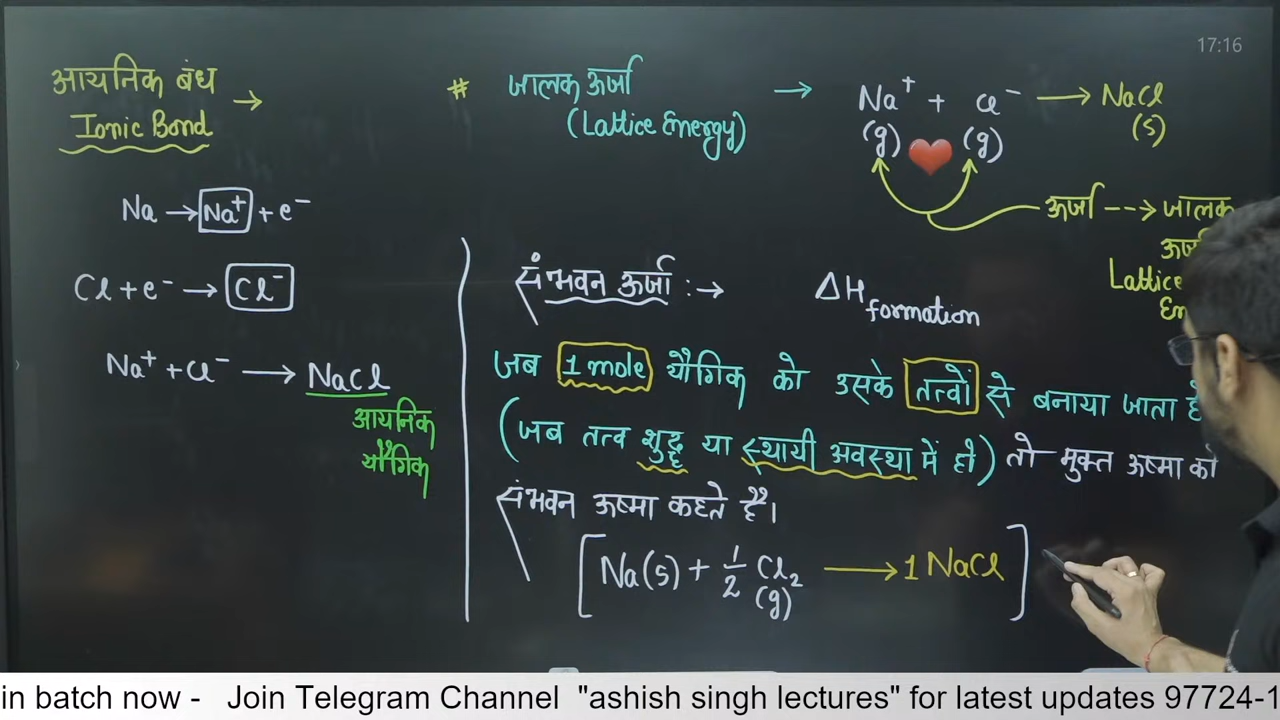 17:16
आयनिक बंध →
Ionic Bond
Na → Na⁺ + e⁻
Cl + e⁻ → Cl⁻
Na⁺ + Cl⁻ → NaCl
आयनिक
यौगिक
# जालक ऊर्जा → Na⁺ + Cl⁻ → NaCl
(Lattice Energy) (g) (g) (s)
ऊर्जा --→ जालक
Lattice
संभवन ऊर्जा :→ ΔH formation
जब 1 mole यौगिक को उसके तत्वों से बनाया जाता
(जब तत्व शुद्ध या स्थायी अवस्था में हो) तो मुक्त ऊष्मा को
संभवन ऊष्मा कहते है।
[Na(s) + 1/2 Cl₂ → 1 NaCl]
(g)
in batch now - Join Telegram Channel "ashish singh lectures" for latest updates 97724-1